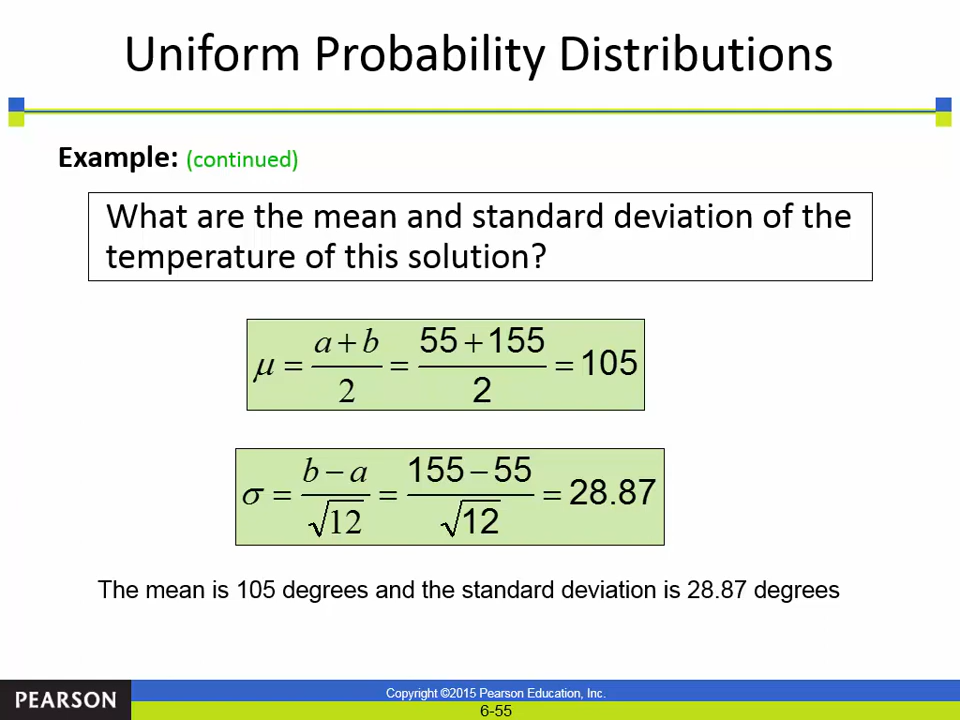 Uniform Probability Distributions
Example: (continued)
What are the mean and standard deviation of the
temperature of this solution?
μ = (a + b)/2 = (55 + 155)/2 = 105
σ = (b − a)/√12 = (155 − 55)/√12 = 28.87
The mean is 105 degrees and the standard deviation is 28.87 degrees
PEARSON
Copyright ©2015 Pearson Education, Inc.
6-55